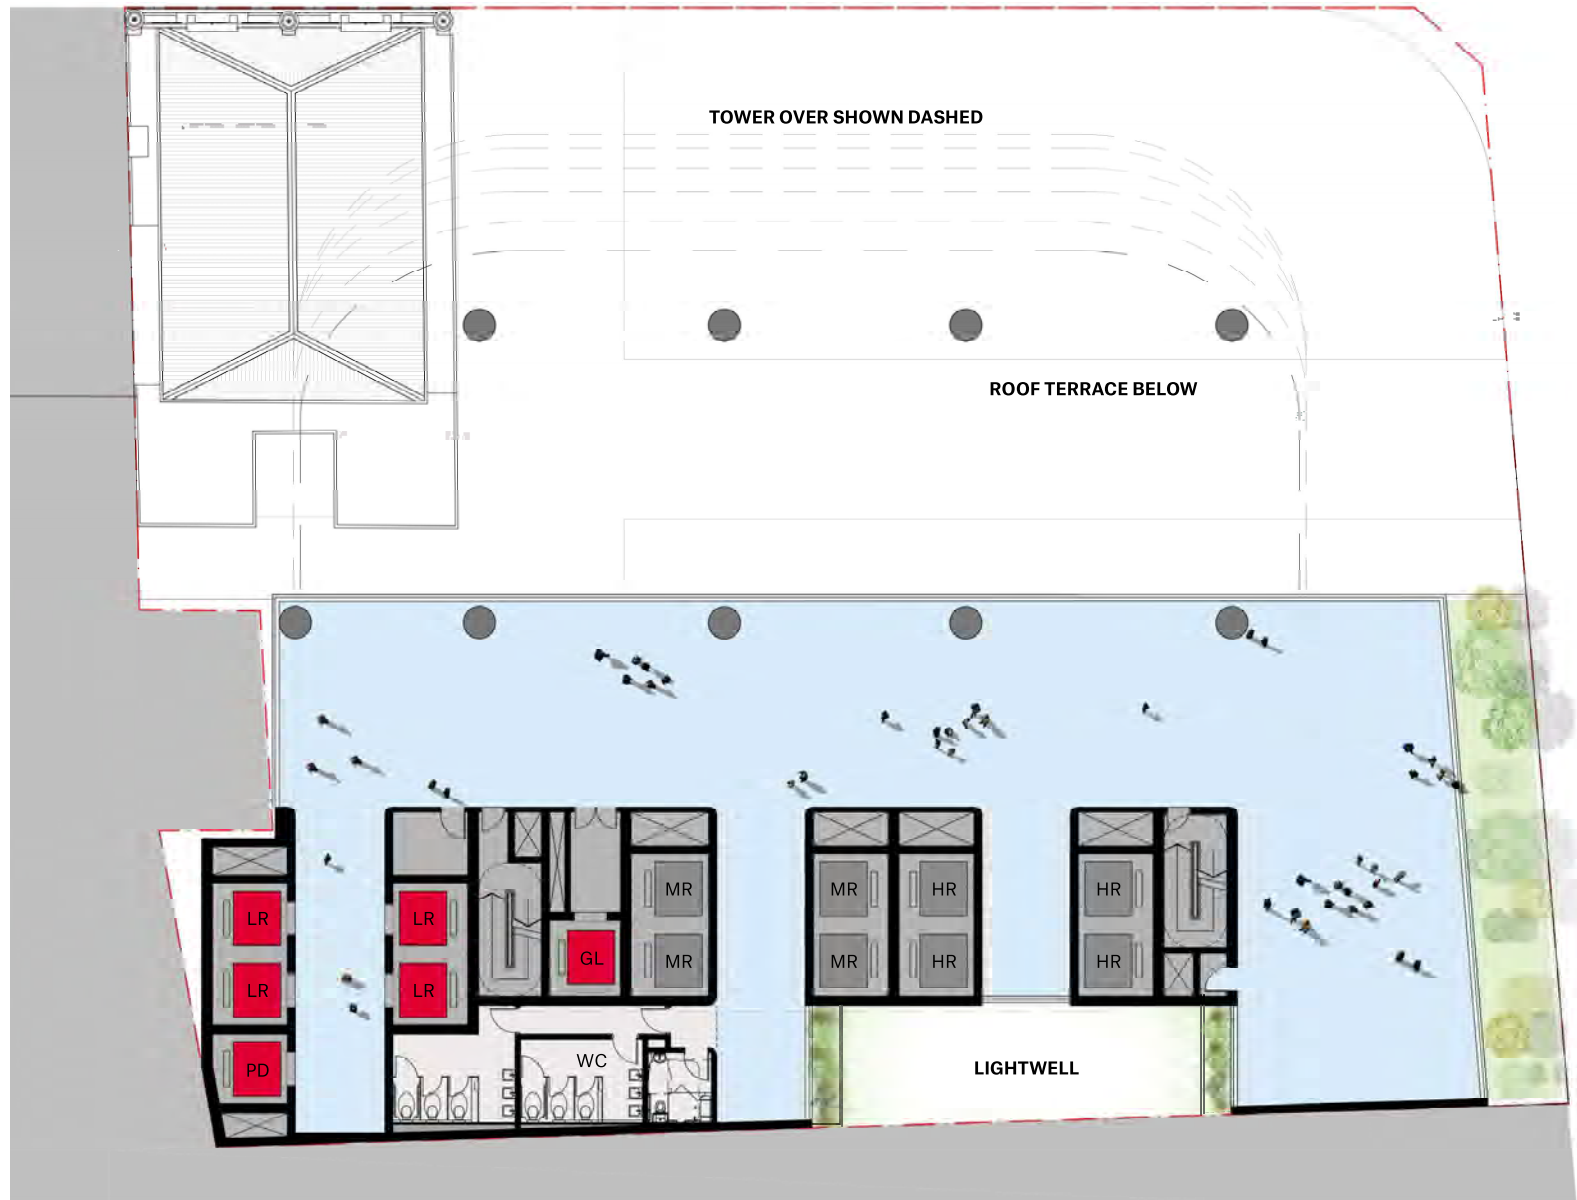 TOWER OVER SHOWN DASHED
ROOF TERRACE BELOW
MR MR HR HR
LR LR
GL
MR MR HR HR
LR LR
WC
PD
LIGHTWELL